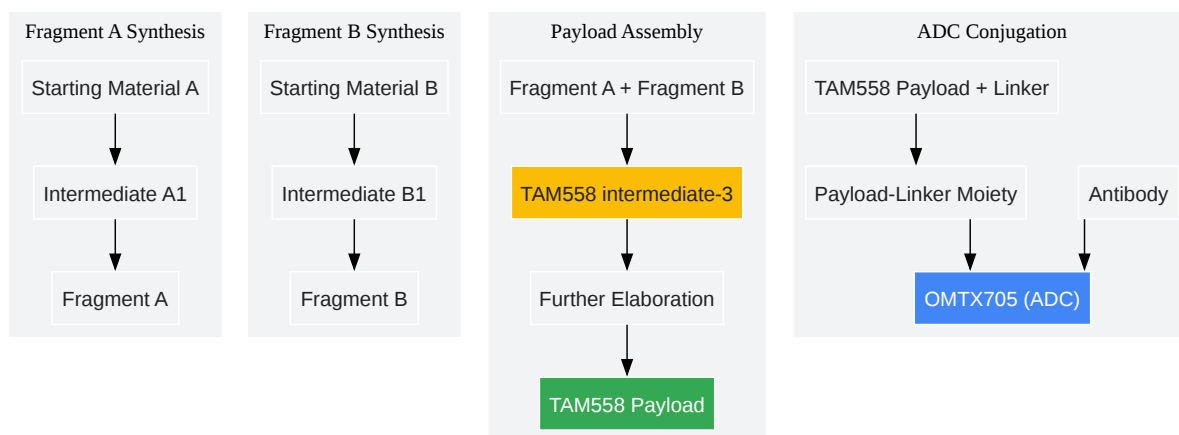 Fragment A Synthesis
Starting Material A
Intermediate A1
Fragment A
Fragment B Synthesis
Starting Material B
Intermediate B1
Fragment B
Payload Assembly
Fragment A + Fragment B
TAM558 intermediate-3
Further Elaboration
TAM558 Payload
ADC Conjugation
TAM558 Payload + Linker
Payload-Linker Moiety
Antibody
OMTX705 (ADC)